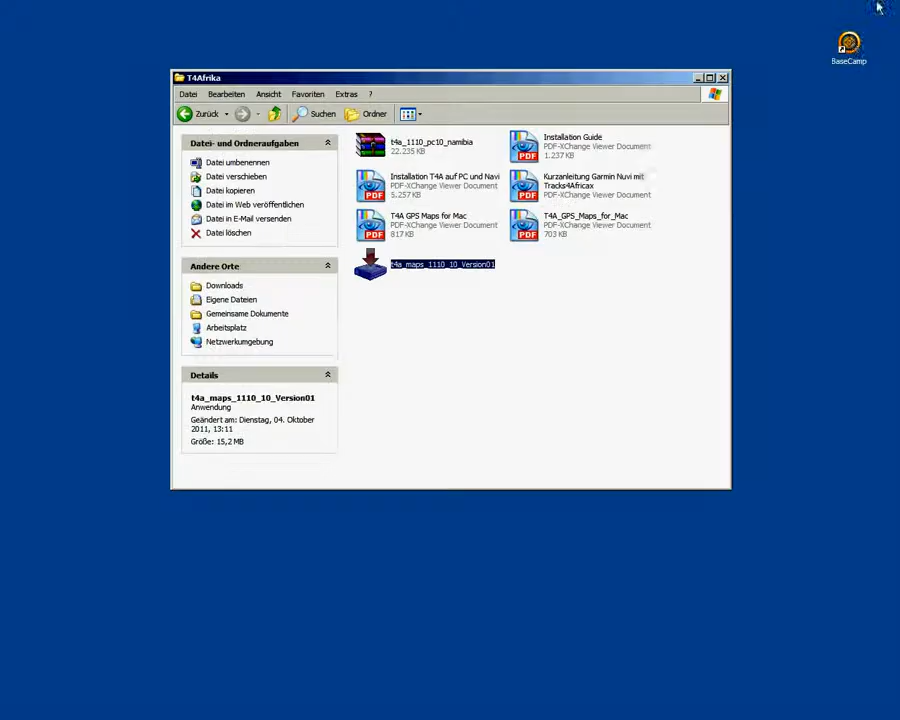 BaseCamp
T4Afrika
Datei Bearbeiten Ansicht Favoriten Extras ?
Zurück Suchen Ordner
Datei- und Ordneraufgaben
Datei umbenennen
Datei verschieben
Datei kopieren
Datei im Web veröffentlichen
Datei in E-Mail versenden
Datei löschen
Andere Orte
Downloads
Eigene Dateien
Gemeinsame Dokumente
Arbeitsplatz
Netzwerkumgebung
Details
t4a_maps_1110_10_Version01
Anwendung
Geändert am: Dienstag, 04. Oktober
2011, 13:11
Größe: 15,2 MB
t4a_1110_pc10_namibia
22.235 KB
Installation Guide
PDF-XChange Viewer Document
1.237 KB
Installation T4A auf PC und Navi
PDF-XChange Viewer Document
5.257 KB
Kurzanleitung Garmin Nuvi mit
Tracks4Africax
PDF-XChange Viewer Document
T4A GPS Maps for Mac
PDF-XChange Viewer Document
817 KB
T4A_GPS_Maps_for_Mac
PDF-XChange Viewer Document
703 KB
t4a_maps_1110_10_Version01